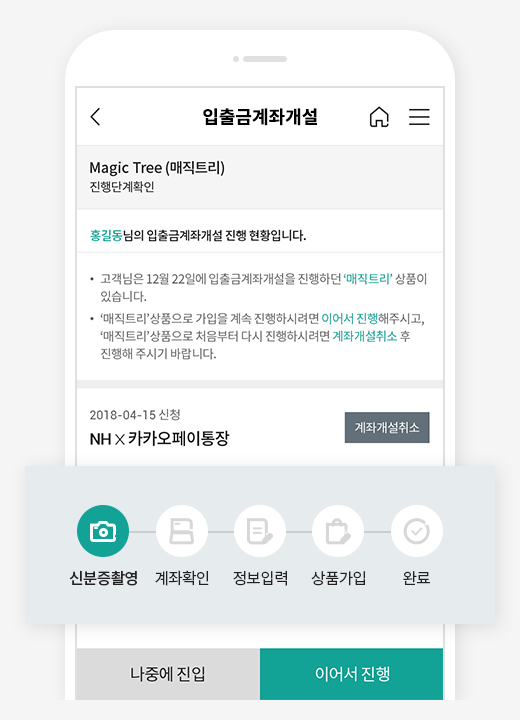 입출금계좌개설
Magic Tree (매직트리)
진행단계확인
홍길동님의 입출금계좌개설 진행 현황입니다.
• 고객님은 12월 22일에 입출금계좌개설을 진행하던 ‘매직트리’ 상품이
있습니다.
• ‘매직트리’상품으로 가입을 계속 진행하시려면 이어서 진행해주시고,
‘매직트리’상품으로 처음부터 다시 진행하시려면 계좌개설취소 후
진행해 주시기 바랍니다.
2018-04-15 신청
NH X 카카오페이통장
계좌개설취소
신분증촬영
계좌확인
정보입력
상품가입
완료
나중에 진입
이어서 진행